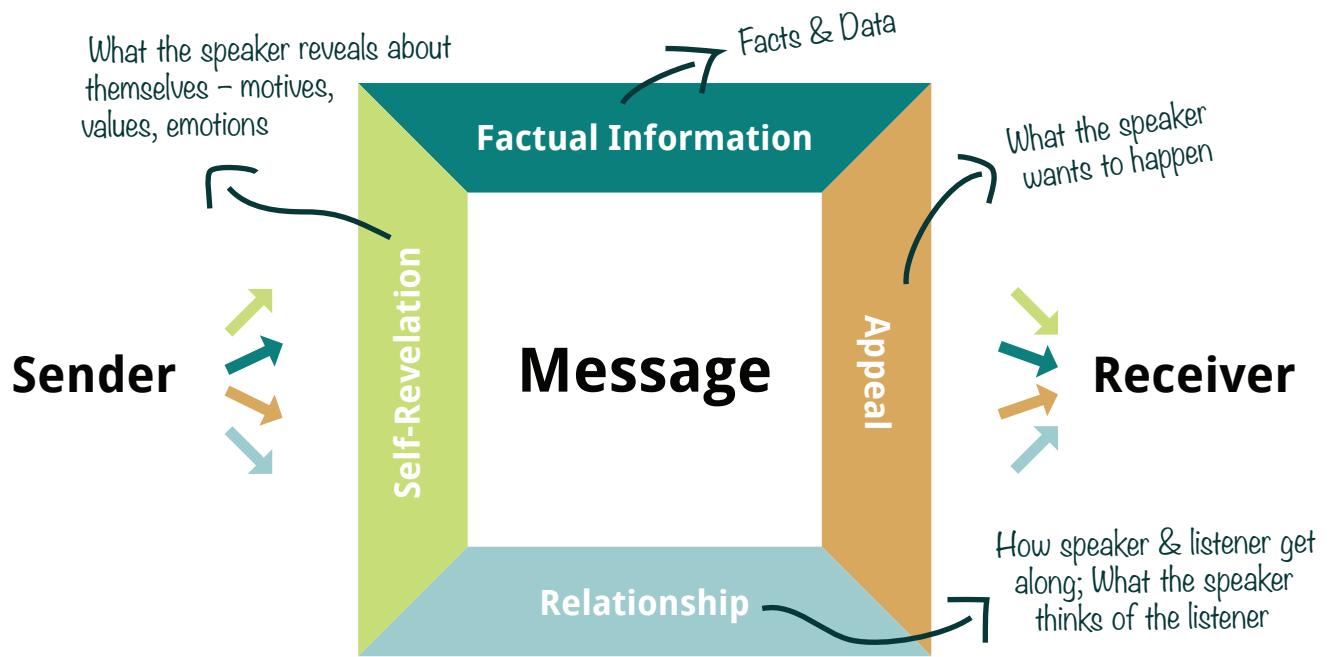 What the speaker reveals about
themselves – motives,
values, emotions
Facts & Data
Factual Information
What the speaker
wants to happen
Self-Revelation
Appeal
Sender
Message
Receiver
Relationship
How speaker & listener get
along; What the speaker
thinks of the listener